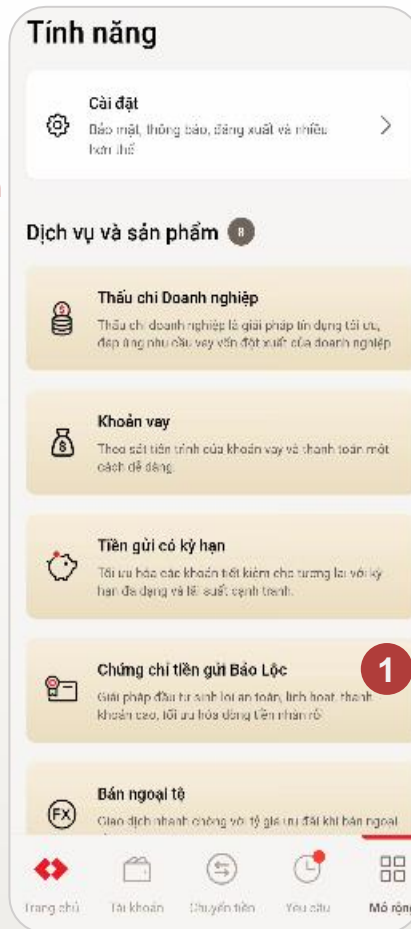 Tính năng
Cài đặt
Bảo mật, thông báo, đăng xuất và nhiều
hơn thế
Dịch vụ và sản phẩm 8
Thấu chi Doanh nghiệp
Thấu chi doanh nghiệp là giải pháp tín dụng tối ưu,
đáp ứng nhu cầu vay vốn đột xuất của doanh nghiệp
Khoản vay
Theo sát tiến trình của khoản vay và thanh toán một
cách dễ dàng.
Tiền gửi có kỳ hạn
Tối ưu hóa các khoản tiết kiệm cho tương lai với kỳ
hạn đa dạng và lãi suất cạnh tranh.
Chứng chỉ tiền gửi Bảo Lộc
1
Giải pháp đầu tư sinh lời an toàn, linh hoạt, thanh
khoản cao, tối ưu hóa dòng tiền nhàn rỗi
Bán ngoại tệ
FX
Giao dịch nhanh chóng với tỷ giá ưu đãi khi bán ngoại
Trang chủ Tài khoản Chuyển tiền Yêu cầu Mở rộng